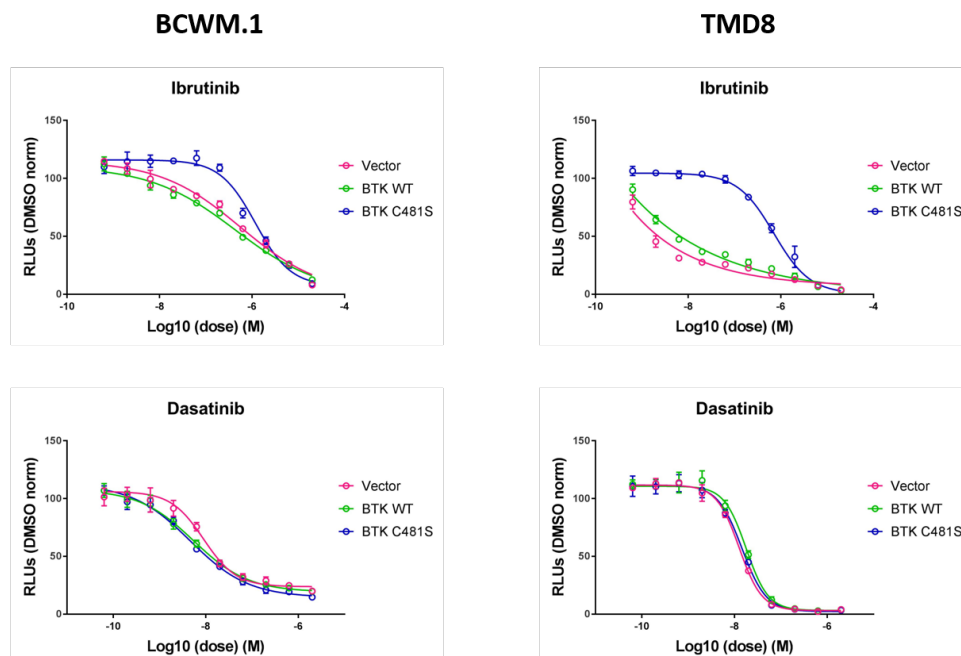 BCWM.1
TMD8
Ibrutinib
150
100
50
0
-10
-8
-6
-4
RLUs (DMSO norm)
Log10 (dose) (M)
Vector
BTK WT
BTK C481S
Ibrutinib
150
100
50
0
-10
-8
-6
-4
RLUs (DMSO norm)
Log10 (dose) (M)
Vector
BTK WT
BTK C481S
Dasatinib
150
100
50
0
-10
-8
-6
RLUs (DMSO norm)
Log10 (dose) (M)
Vector
BTK WT
BTK C481S
Dasatinib
150
100
50
0
-10
-8
-6
RLUs (DMSO norm)
Log10 (dose) (M)
Vector
BTK WT
BTK C481S